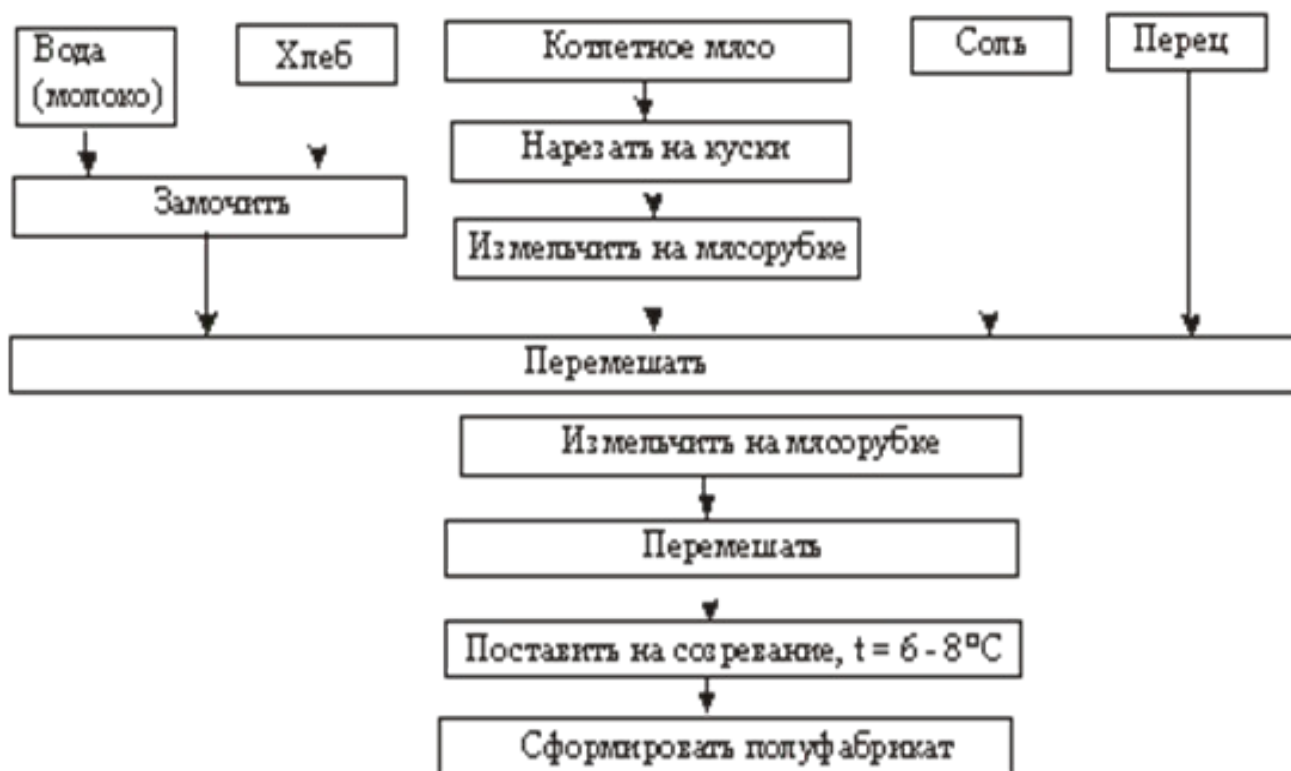 Вода
(молоко)
Хлеб
Котлетное мясо
Соль
Перец
Нарезать на куски
Замочить
Измельчить на мясорубке
Перемешать
Измельчить на мясорубке
Перемешать
Поставить на созревание, t = 6 - 8°C
Сформировать полуфабрикат